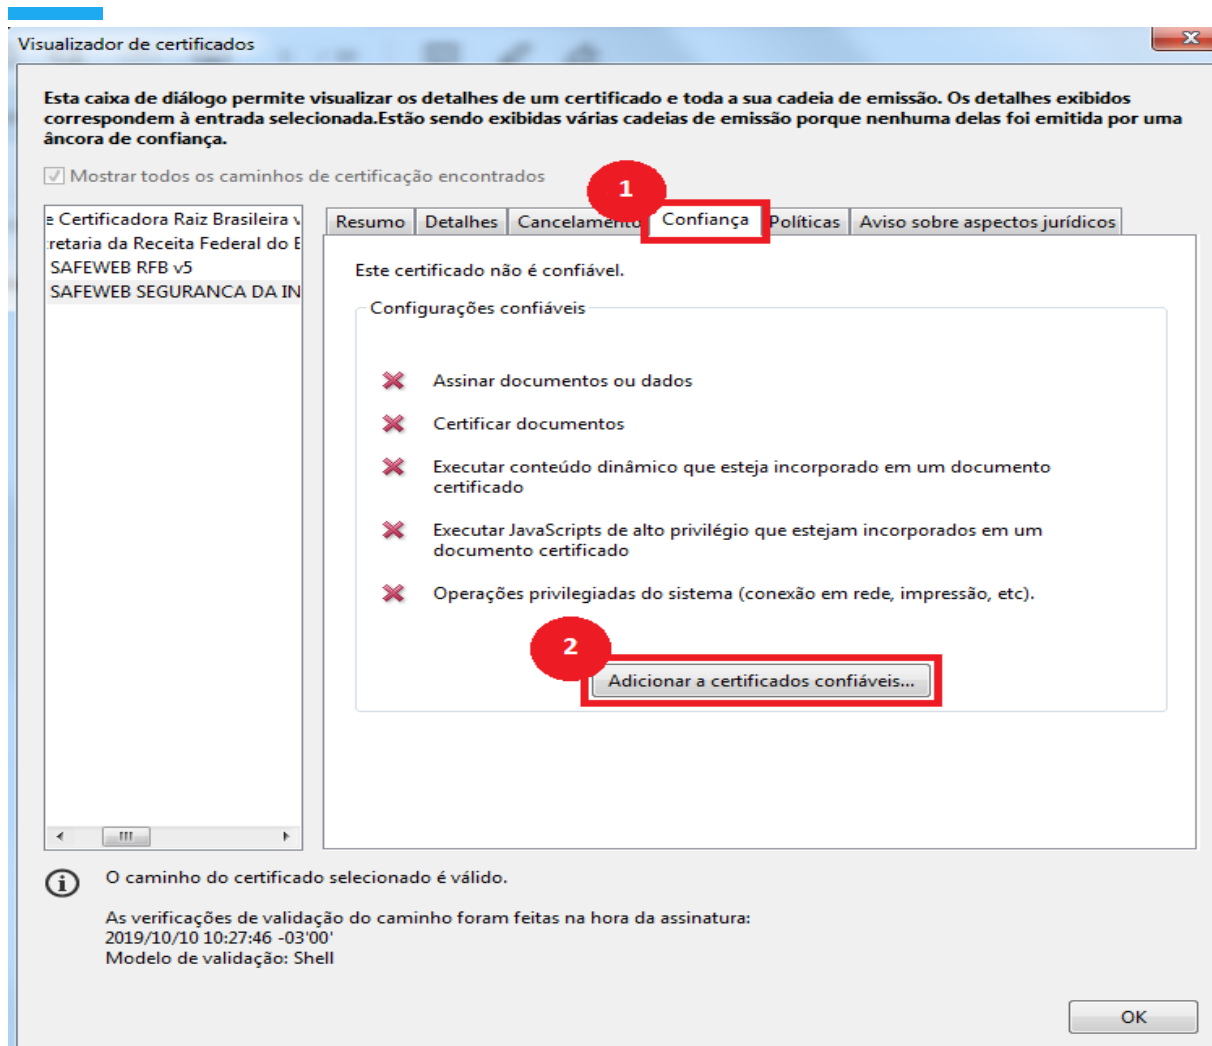 Visualizador de certificados
Esta caixa de diálogo permite visualizar os detalhes de um certificado e toda a sua cadeia de emissão. Os detalhes exibidos
correspondem à entrada selecionada.Estão sendo exibidas várias cadeias de emissão porque nenhuma delas foi emitida por uma
âncora de confiança.
Mostrar todos os caminhos de certificação encontrados
1
e Certificadora Raiz Brasileira v
retaria da Receita Federal do B
SAFEWEB RFB v5
SAFEWEB SEGURANCA DA IN
Resumo Detalhes Cancelamento Confiança Políticas Aviso sobre aspectos jurídicos
Este certificado não é confiável.
Configurações confiáveis
Assinar documentos ou dados
Certificar documentos
Executar conteúdo dinâmico que esteja incorporado em um documento
certificado
Executar JavaScripts de alto privilégio que estejam incorporados em um
documento certificado
Operações privilegiadas do sistema (conexão em rede, impressão, etc).
2
Adicionar a certificados confiáveis...
O caminho do certificado selecionado é válido.
As verificações de validação do caminho foram feitas na hora da assinatura:
2019/10/10 10:27:46 -03'00'
Modelo de validação: Shell
OK